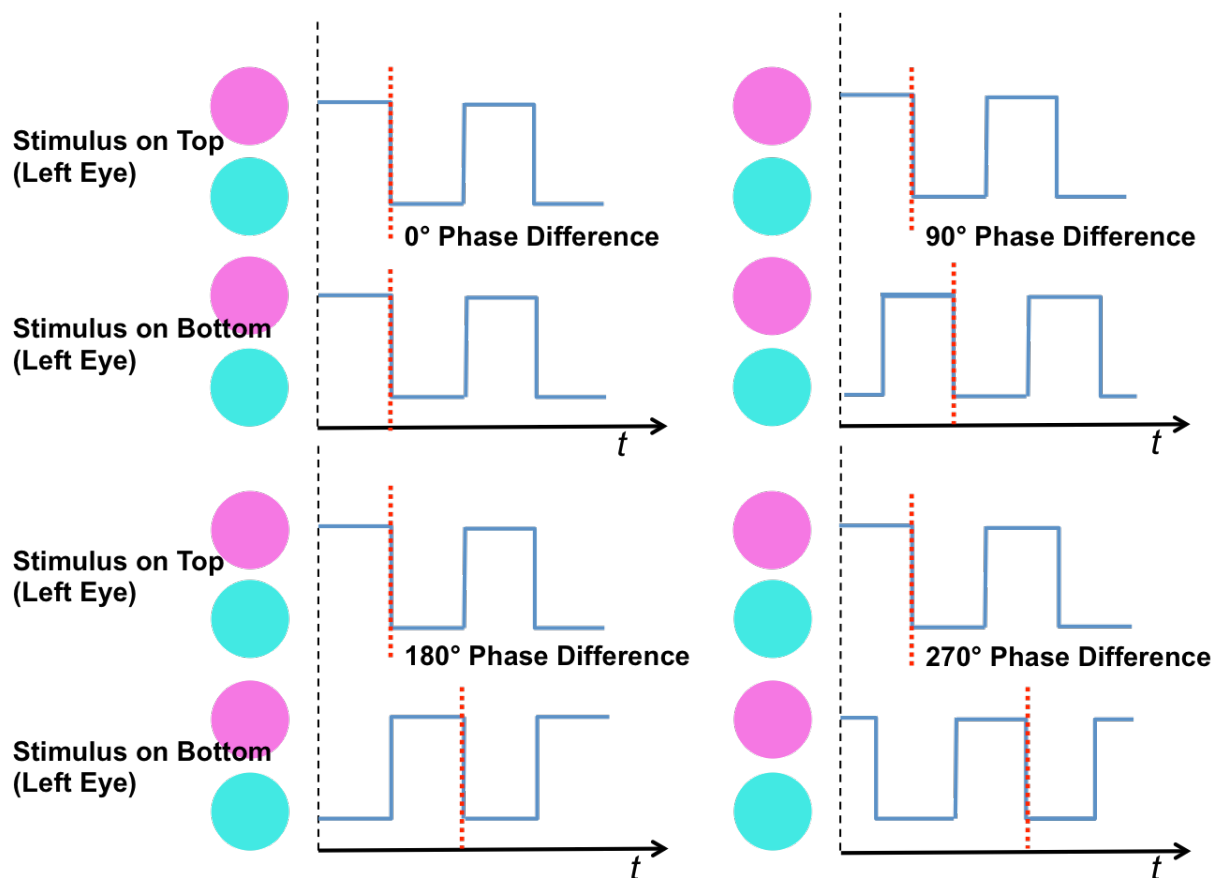 Stimulus on Top
(Left Eye)
0° Phase Difference
90° Phase Difference
Stimulus on Bottom
(Left Eye)
t
t
Stimulus on Top
(Left Eye)
180° Phase Difference
270° Phase Difference
Stimulus on Bottom
(Left Eye)
t
t